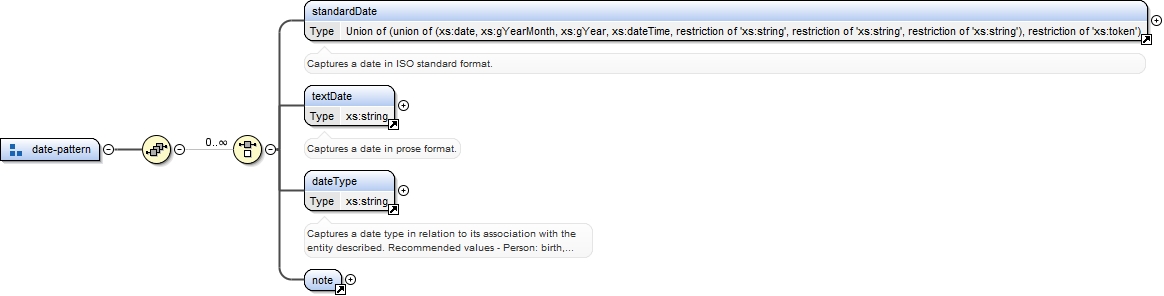 standardDate
Type Union of (union of (xs:date, xs:gYearMonth, xs:gYear, xs:dateTime, restriction of 'xs:string', restriction of 'xs:string', restriction of 'xs:string'), restriction of 'xs:token')
Captures a date in ISO standard format.
textDate
Type xs:string
Captures a date in prose format.
date-pattern
0..∞
dateType
Type xs:string
Captures a date type in relation to its association with the
entity described. Recommended values - Person: birth,...
note